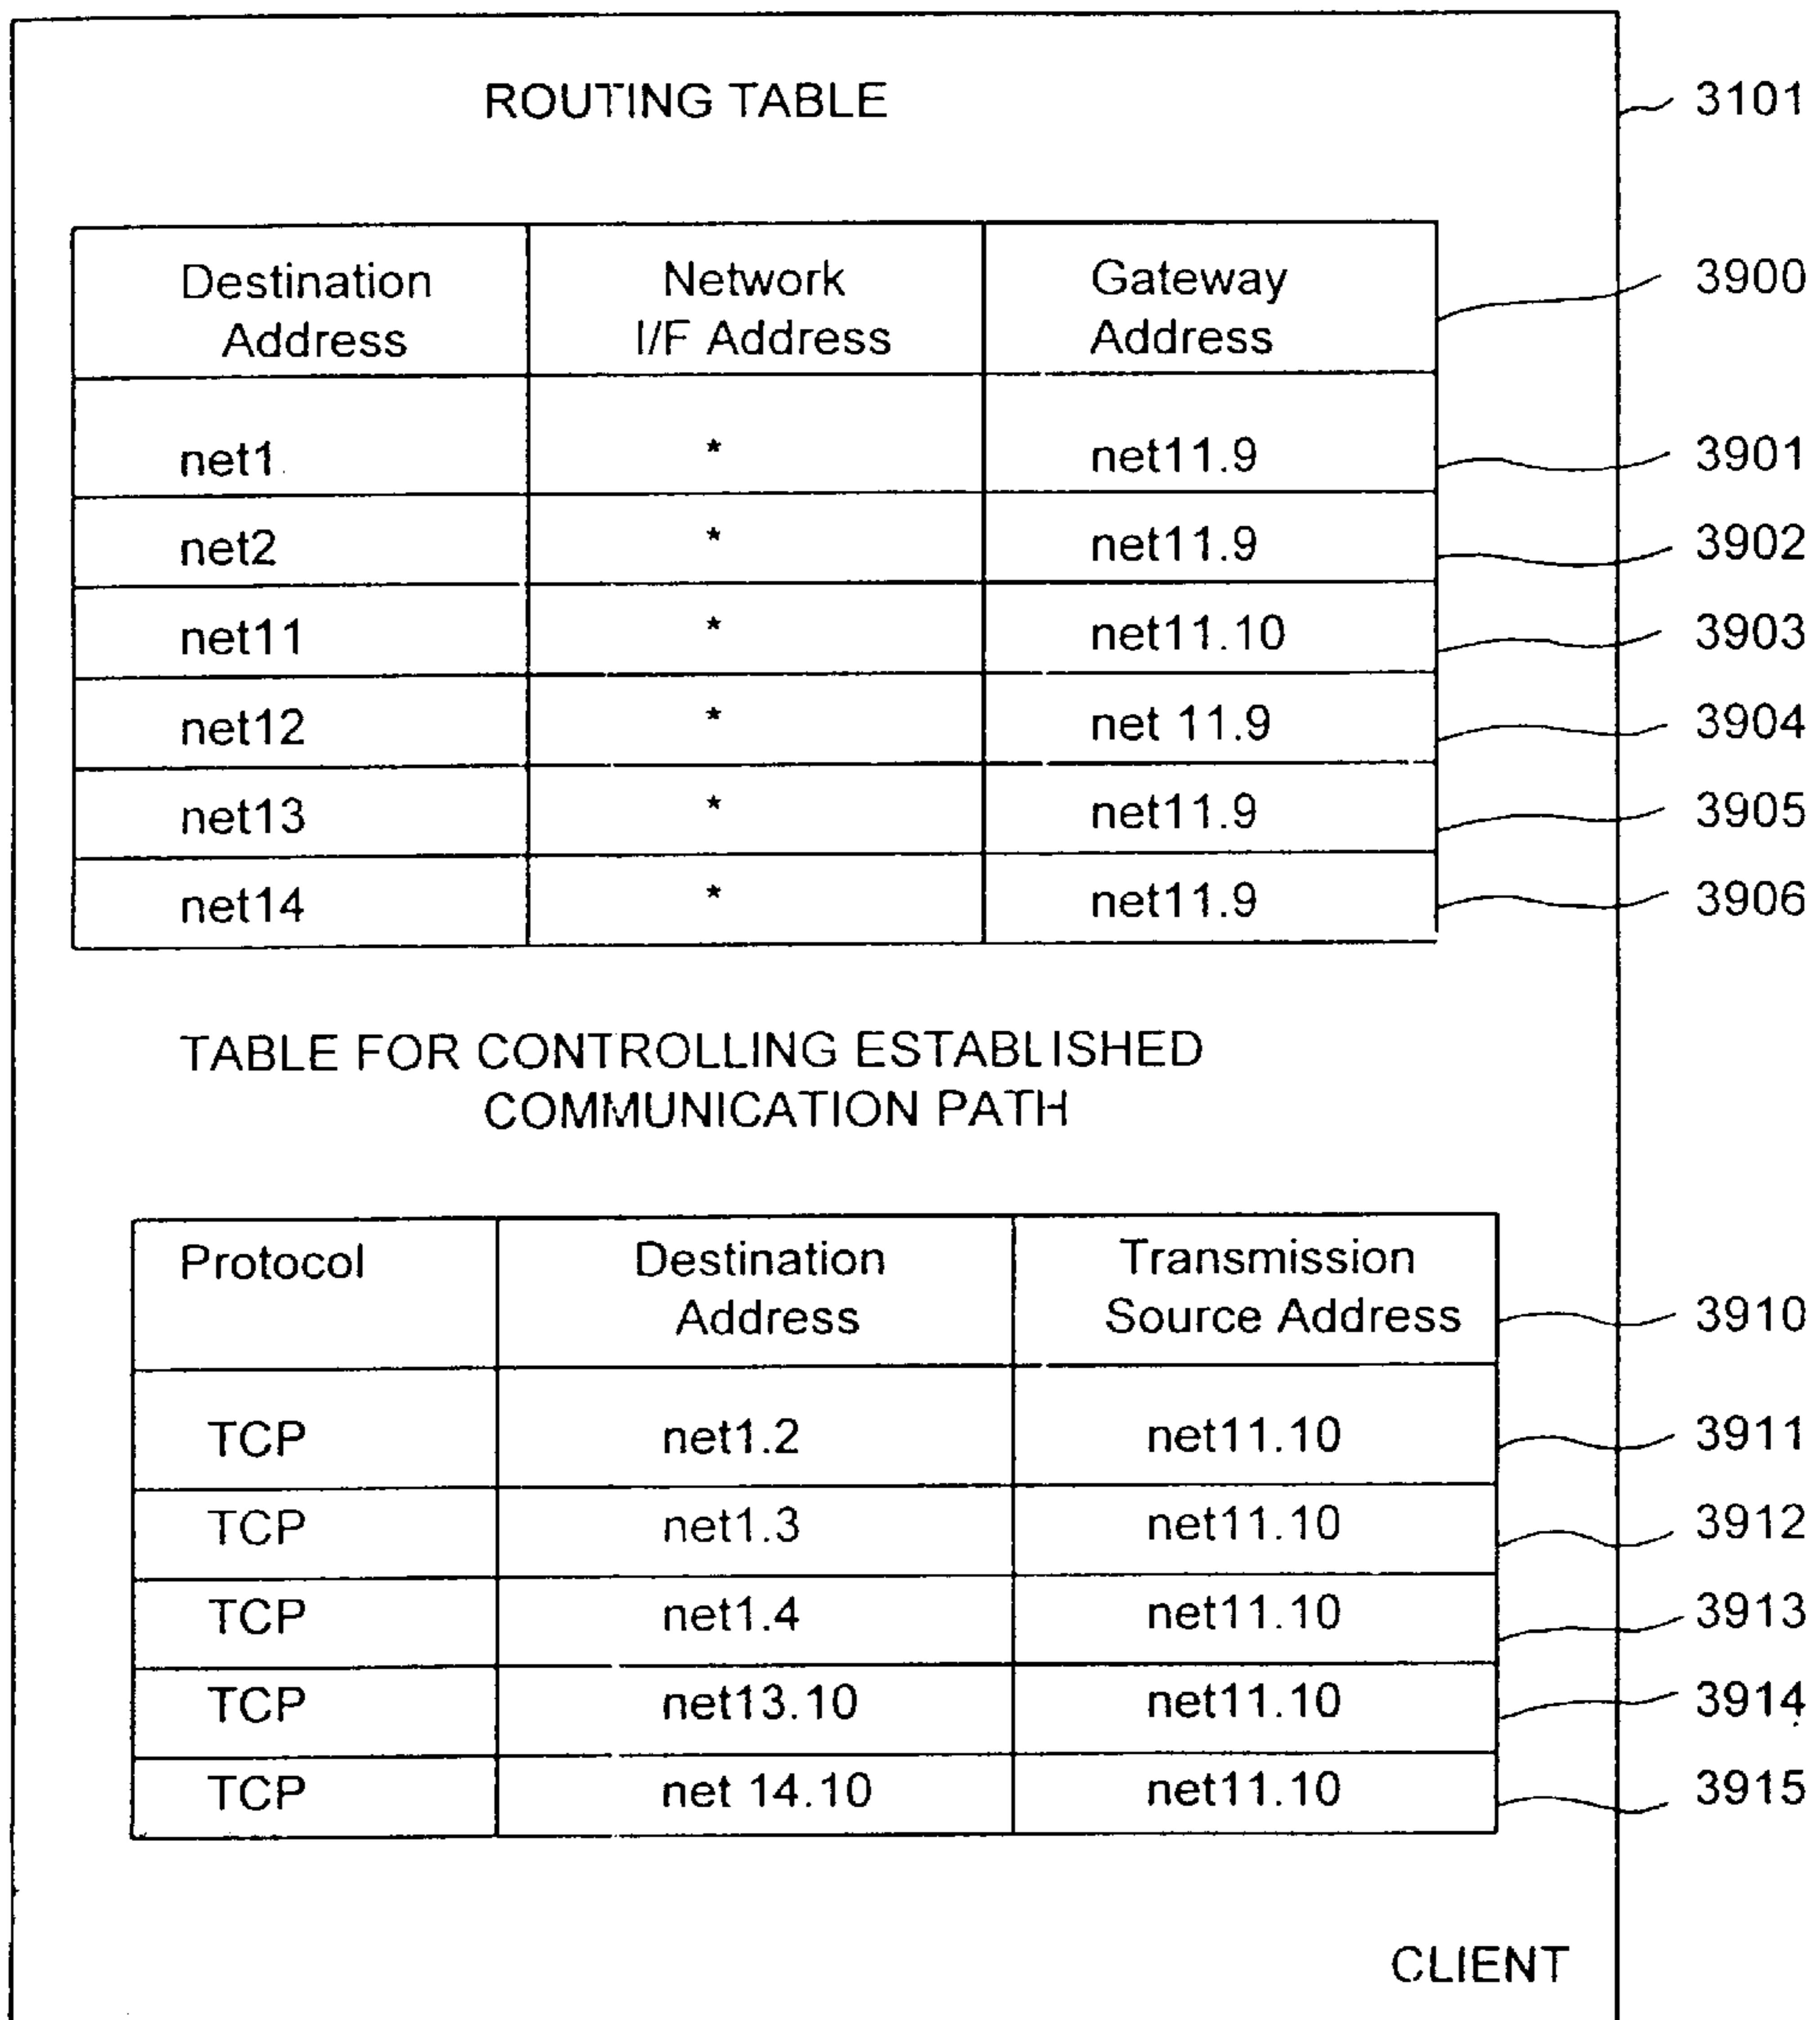 ROUTING TABLE
3101
Destination Address Network I/F Address Gateway Address 3900
net1 * net11.9 3901
net2 * net11.9 3902
net11 * net11.10 3903
net12 * net 11.9 3904
net13 * net11.9 3905
net14 * net11.9 3906
TABLE FOR CONTROLLING ESTABLISHED
COMMUNICATION PATH
Protocol Destination Address Transmission Source Address 3910
TCP net1.2 net11.10 3911
TCP net1.3 net11.10 3912
TCP net1.4 net11.10 3913
TCP net13.10 net11.10 3914
TCP net 14.10 net11.10 3915
CLIENT